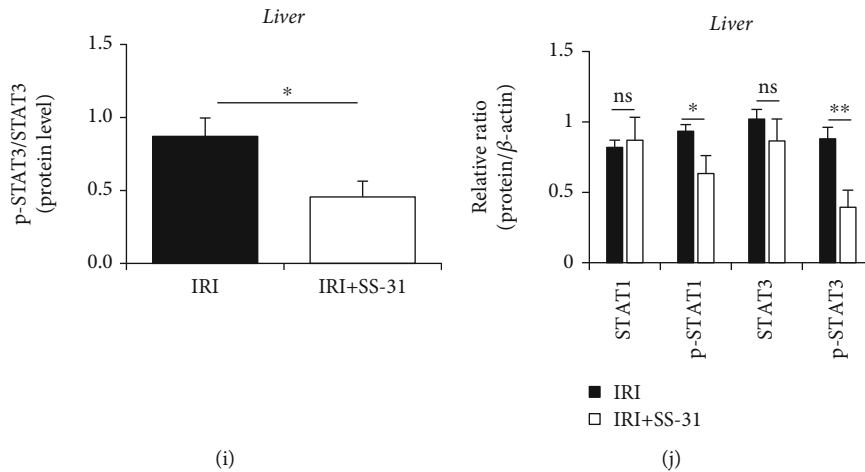 Liver
p-STAT3/STAT3
(protein level)
1.5
1.0
0.5
0.0
*
IRI
IRI+SS-31
(i)
Liver
Relative ratio
(protein/β-actin)
1.5
1
0.5
0
ns
*
ns
**
STAT1
p-STAT1
STAT3
p-STAT3
IRI
IRI+SS-31
(j)